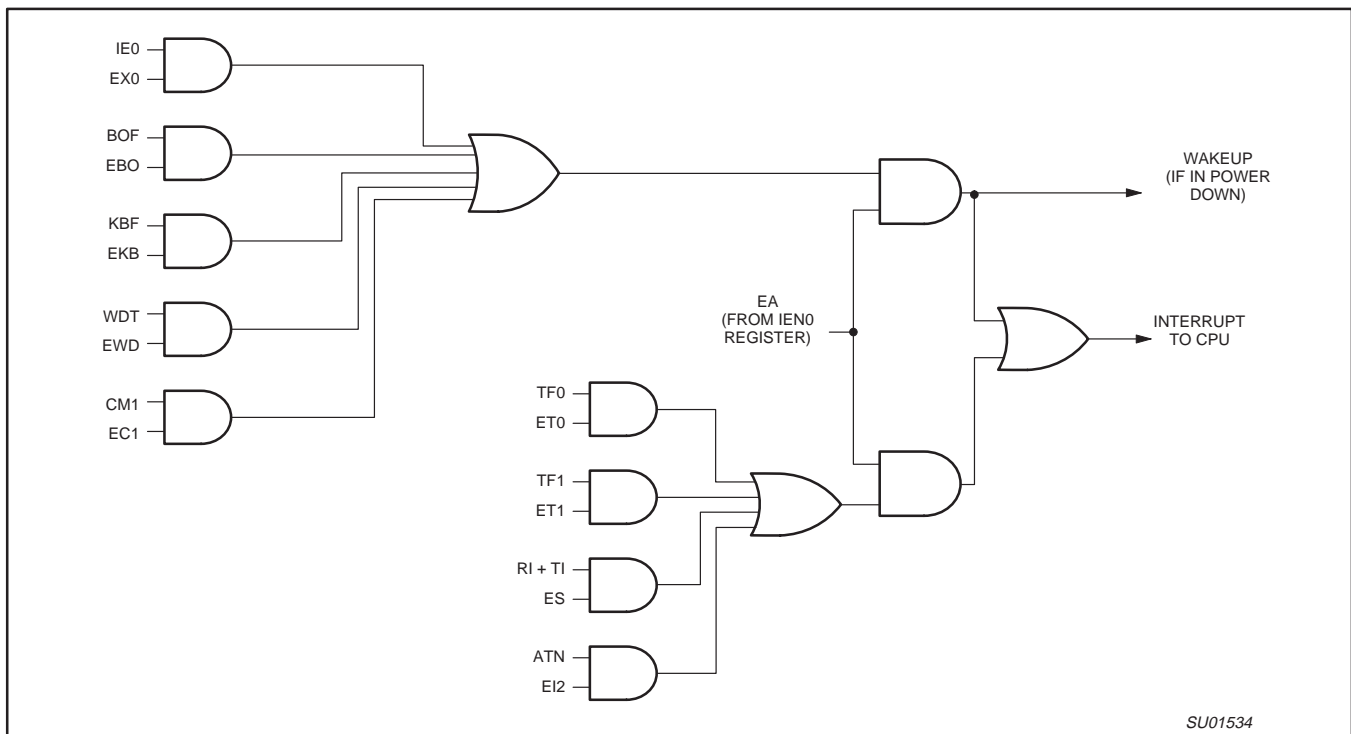 IE0
EX0
BOF
EBO
KBF
EKB
WDT
EWD
CM1
EC1
WAKEUP
(IF IN POWER
DOWN)
EA
(FROM IEN0
REGISTER)
INTERRUPT
TO CPU
TF0
ET0
TF1
ET1
RI + TI
ES
ATN
EI2
SU01534